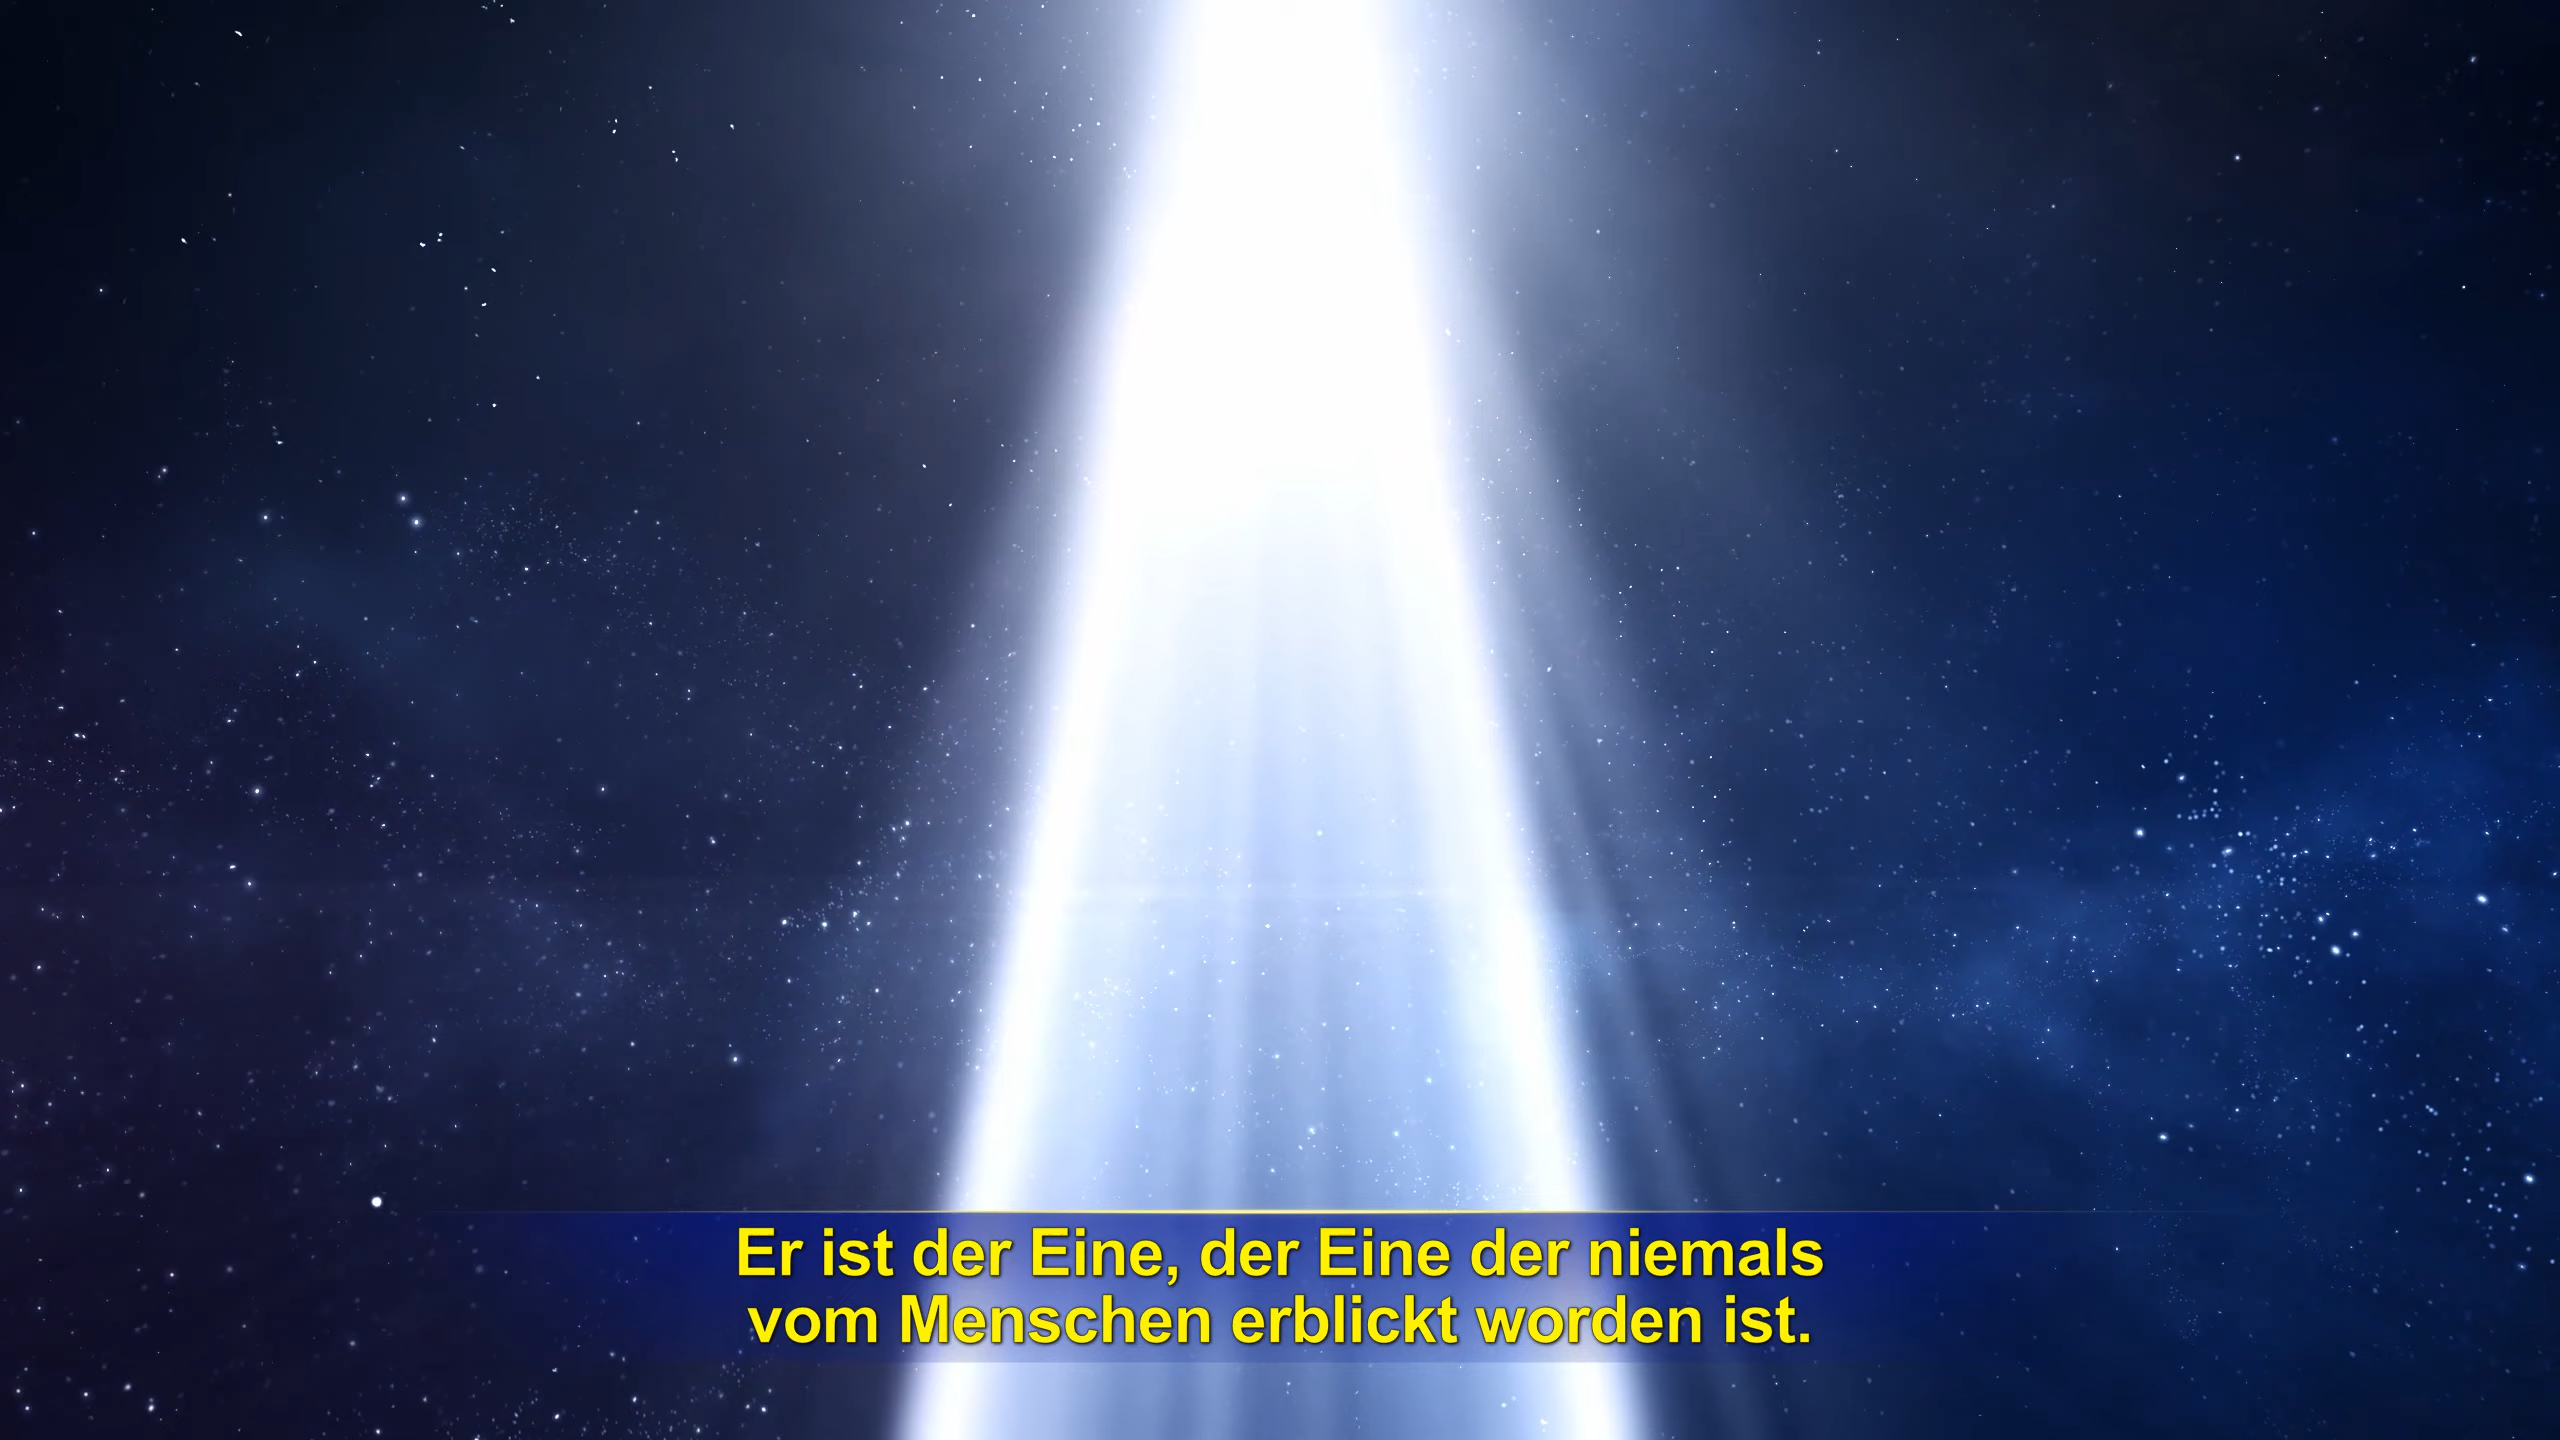 Er ist der Eine, der Eine der niemals
vom Menschen erblickt worden ist.